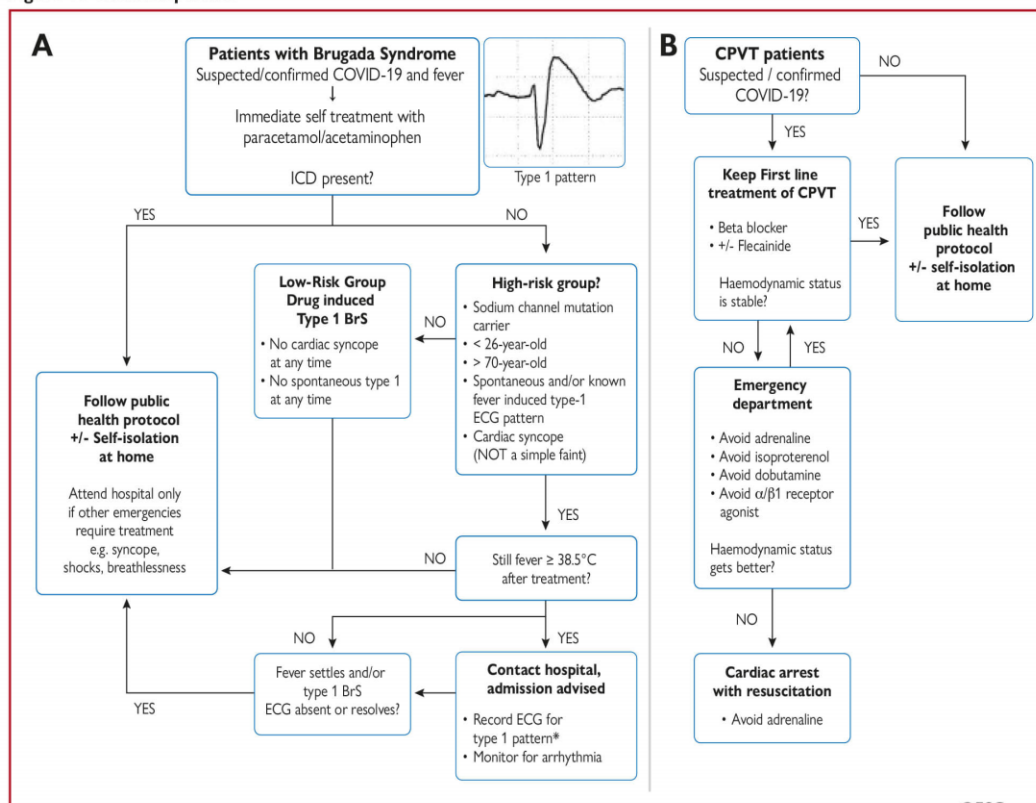 A
Patients with Brugada Syndrome
Suspected/confirmed COVID-19 and fever
↓
Immediate self treatment with
paracetamol/acetaminophen
ICD present?
Type 1 pattern
YES
NO
Low-Risk Group
Drug induced
Type 1 BrS
• No cardiac syncope
at any time
• No spontaneous type 1
at any time
NO
High-risk group?
• Sodium channel mutation
carrier
• < 26-year-old
• > 70-year-old
• Spontaneous and/or known
fever induced type-1
ECG pattern
• Cardiac syncope
(NOT a simple faint)
Follow public
health protocol
+/- Self-isolation
at home
Attend hospital only
if other emergencies
require treatment
e.g. syncope,
shocks, breathlessness
YES
NO
Still fever ≥ 38.5°C
after treatment?
NO
YES
Fever settles and/or
type 1 BrS
ECG absent or resolves?
YES
Contact hospital,
admission advised
• Record ECG for
type 1 pattern*
• Monitor for arrhythmia
B
CPVT patients
Suspected / confirmed
COVID-19?
NO
YES
Keep First line
treatment of CPVT
• Beta blocker
• +/- Flecainide
Haemodynamic status
is stable?
YES
Follow
public health
protocol
+/- self-isolation
at home
NO
YES
Emergency
department
• Avoid adrenaline
• Avoid isoproterenol
• Avoid dobutamine
• Avoid α/β1 receptor
agonist
Haemodynamic status
gets better?
NO
Cardiac arrest
with resuscitation
• Avoid adrenaline